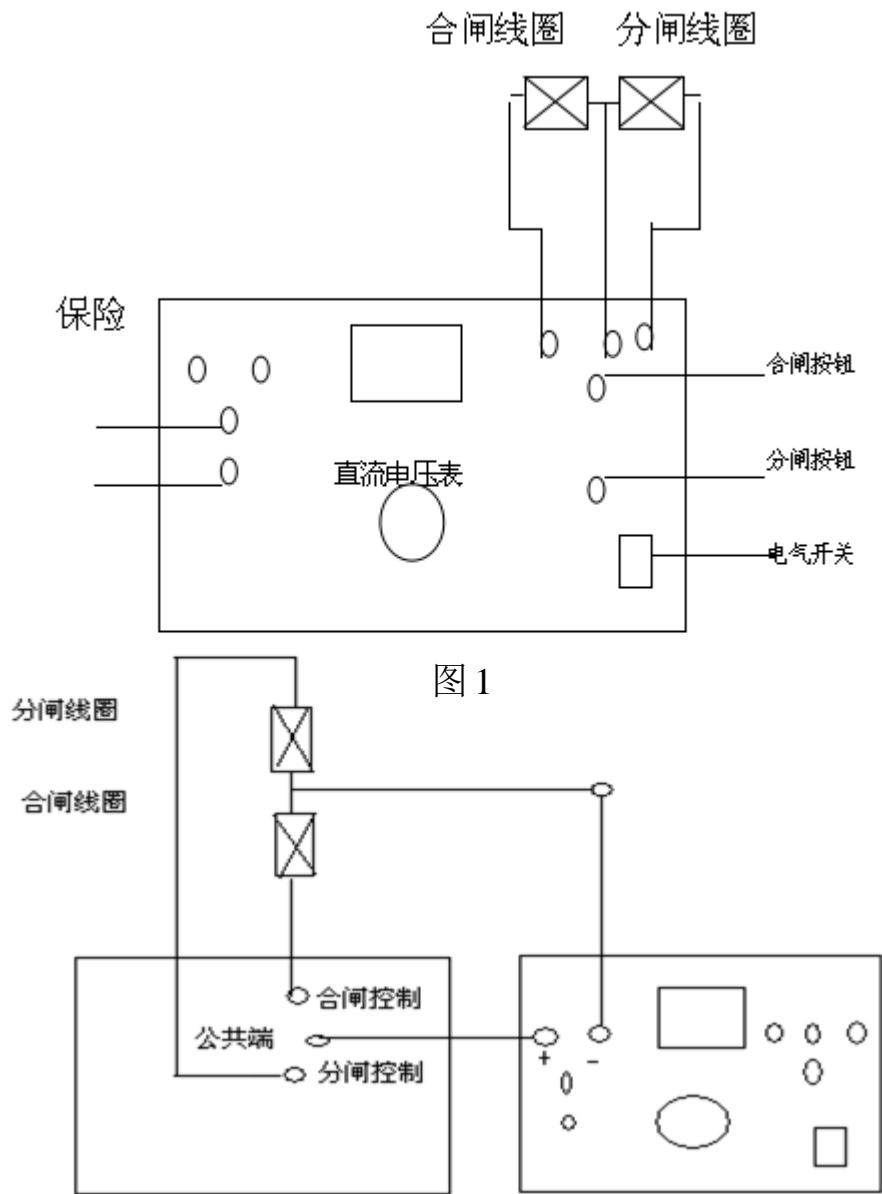 合闸线圈 分闸线圈
保险
合闸按钮
直流电压表
分闸按钮
电气开关
图 1
分闸线圈
合闸线圈
合闸控制
公共端
+ -
分闸控制